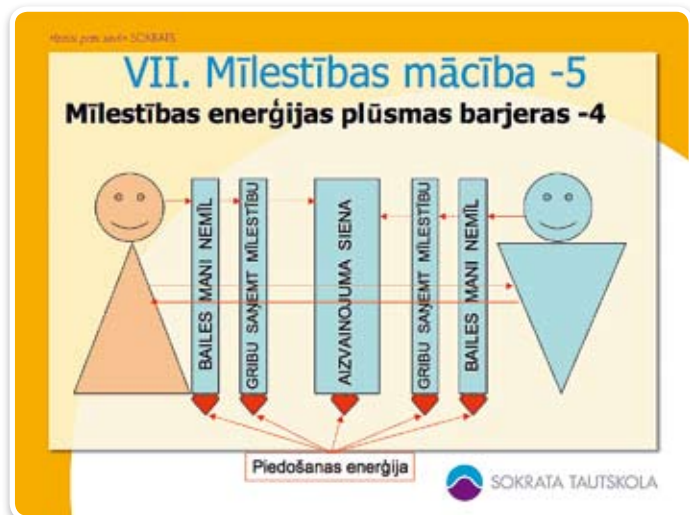 VII. Mīlestības mācība -5
Mīlestības enerģijas plūsmas barjeras -4
BAILES MANI NEMĪL
GRIBU SAŅEMT MĪLESTĪBU
AIZVAINOJUMA SIENA
GRIBU SAŅEMT MĪLESTĪBU
BAILES MANI NEMĪL
Piedošanas enerģija
SOKRATA TAUTSKOLA